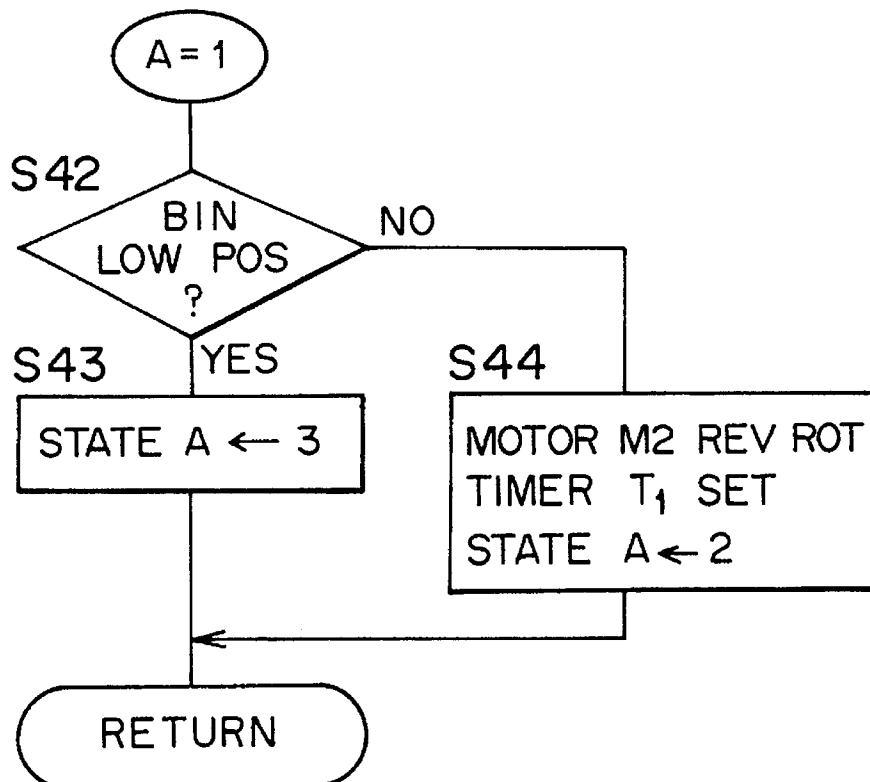 A = 1
S42
BIN
LOW POS
?
NO
YES
S43
STATE A ← 3
S44
MOTOR M2 REV ROT
TIMER T₁ SET
STATE A ← 2
RETURN